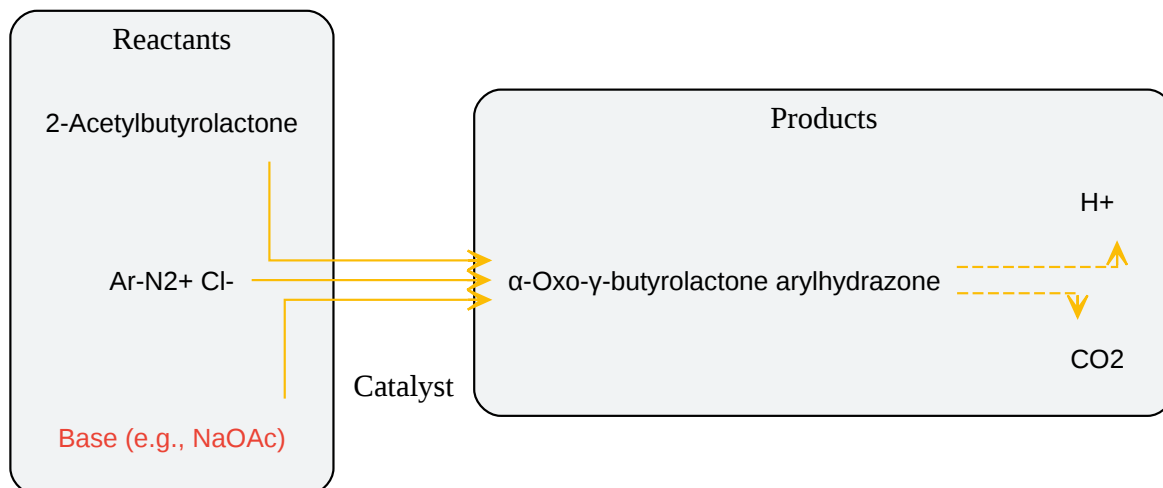 Reactants
2-Acetylbutyrolactone
Ar-N2+ Cl-
Base (e.g., NaOAc)
Catalyst
Products
α-Oxo-γ-butyrolactone arylhydrazone
H+
CO2